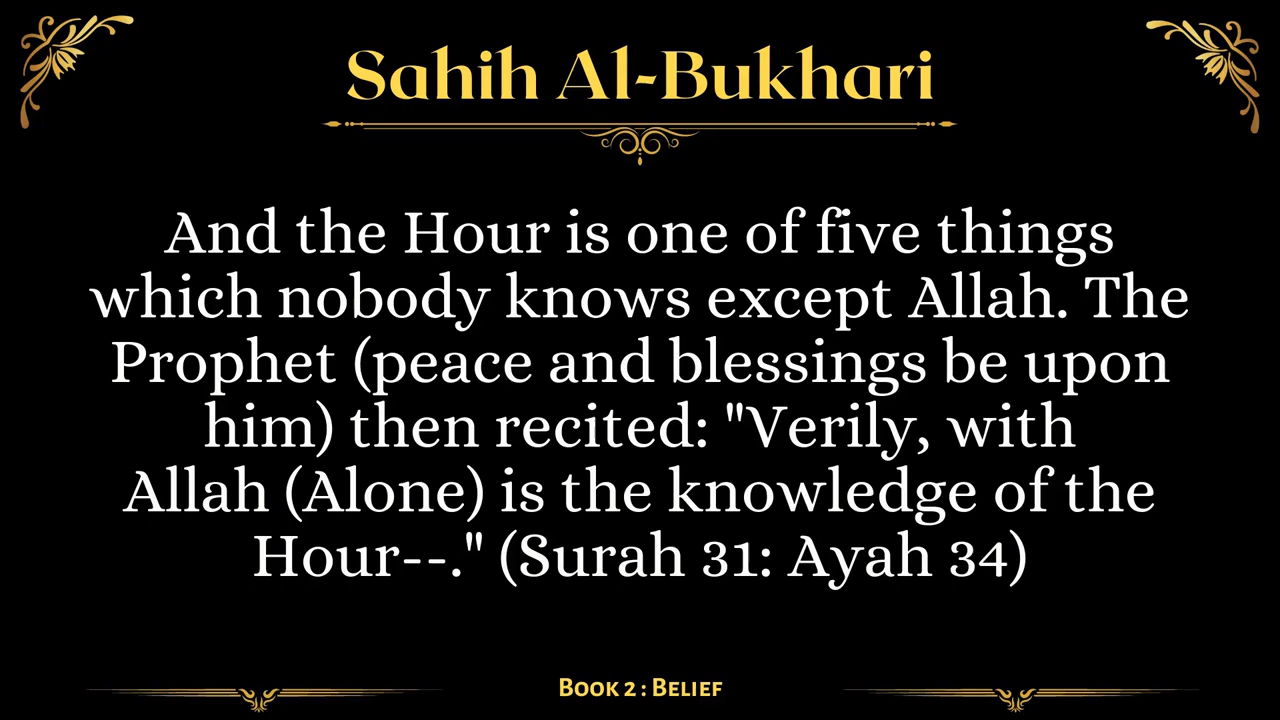 Sahih Al-Bukhari
And the Hour is one of five things
which nobody knows except Allah. The
Prophet (peace and blessings be upon
him) then recited: "Verily, with
Allah (Alone) is the knowledge of the
Hour--." (Surah 31: Ayah 34)
Book 2 : Belief